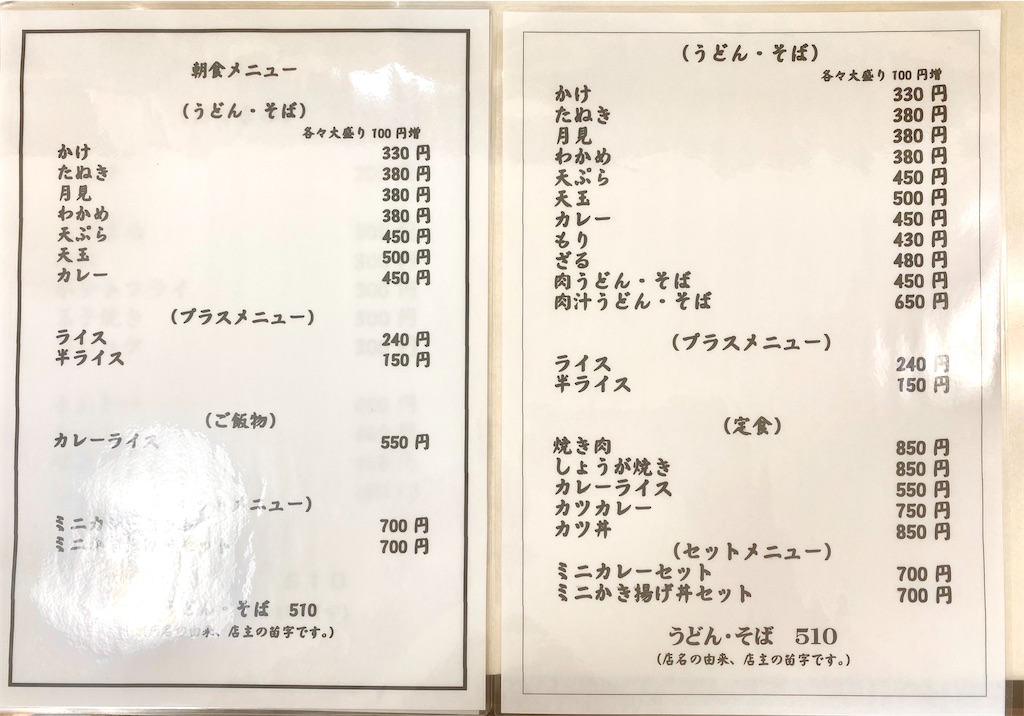 朝食メニュー
（うどん・そば）
各々大盛り100円増
かけ 330円
たぬき 380円
月見 380円
わかめ 380円
天ぷら 450円
天玉 500円
カレー 450円
（プラスメニュー）
ライス 240円
半ライス 150円
（ご飯物）
カレーライス 550円
メニュー）
ミニカ 700円
ミニか 700円
うどん・そば 510
店名の由来、店主の苗字です。）
（うどん・そば）
各々大盛り100円増
かけ 330円
たぬき 380円
月見 380円
わかめ 380円
天ぷら 450円
天玉 500円
カレー 450円
もり 430円
ざる 480円
肉うどん・そば 450円
肉汁うどん・そば 650円
（プラスメニュー）
ライス 240円
半ライス 150円
（定食）
焼き肉 850円
しょうが焼き 850円
カレーライス 550円
カツカレー 750円
カツ丼 850円
（セットメニュー）
ミニカレーセット 700円
ミニかき揚げ丼セット 700円
うどん・そば 510
（店名の由来、店主の苗字です。）